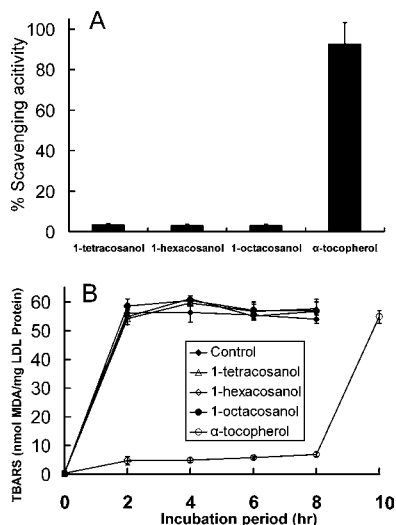 A
% Scavenging acitivity
100
80
60
40
20
0
1-tetracosanol 1-hexacosanol 1-octacosanol α-tocopherol
B
TBARS (nmol MDA/mg LDL Protein)
60
50
40
30
20
10
0
Control
1-tetracosanol
1-hexacosanol
1-octacosanol
α-tocopherol
0 2 4 6 8 10
Incubation period (hr)